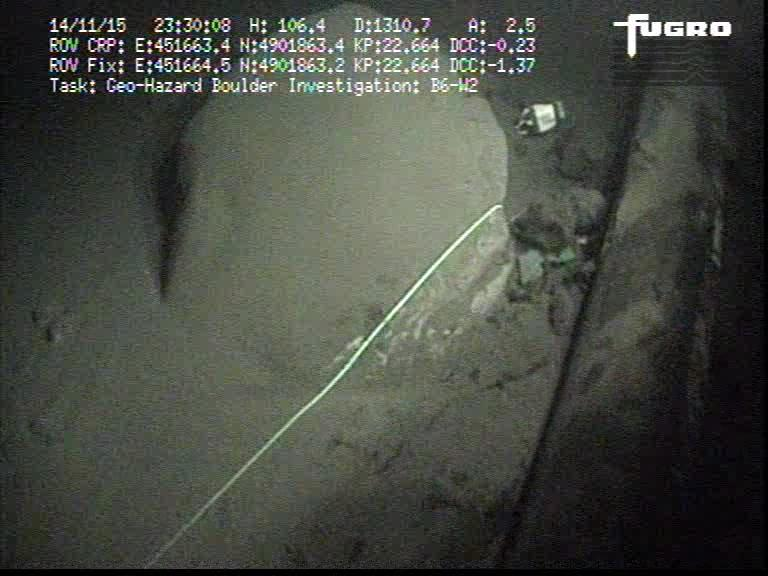 14/11/15 23:30:08 H: 106.4 D:1310.7 A: 2.5
ROV CRP: E:451663.4 N:4901863.4 KP:22.664 DCC:-0.23
ROV Fix: E:451664.5 N:4901863.2 KP:22.664 DCC:-1.37
Task: Geo-Hazard Boulder Investigation: B6-W2
fugro